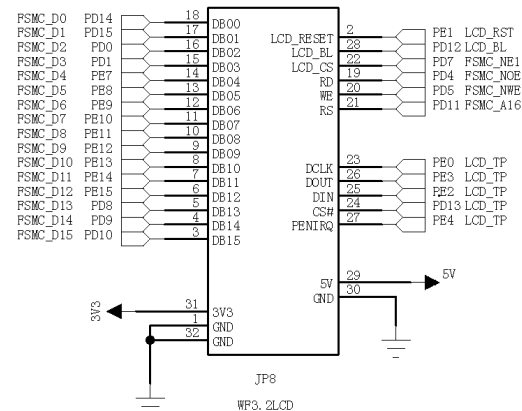 FSMC_D0 PD14 18 DB00
FSMC_D1 PD15 17 DB01
FSMC_D2 PD0 16 DB02
FSMC_D3 PD1 15 DB03
FSMC_D4 PE7 14 DB04
FSMC_D5 PE8 13 DB05
FSMC_D6 PE9 12 DB06
FSMC_D7 PE10 11 DB07
FSMC_D8 PE11 10 DB08
FSMC_D9 PE12 9 DB09
FSMC_D10 PE13 8 DB10
FSMC_D11 PE14 7 DB11
FSMC_D12 PE15 6 DB12
FSMC_D13 PD8 5 DB13
FSMC_D14 PD9 4 DB14
FSMC_D15 PD10 3 DB15
LCD_RESET 2 PE1 LCD_RST
LCD_BL 28 PD12 LCD_BL
LCD_CS 22 PD7 FSMC_NE1
RD 19 PD4 FSMC_NOE
WE 20 PD5 FSMC_NWE
RS 21 PD11 FSMC_A16
DCLK 23 PE0 LCD_TP
DOUT 26 PE3 LCD_TP
DIN 25 PE2 LCD_TP
CS# 24 PD13 LCD_TP
PENIRQ 27 PE4 LCD_TP
5V 29 5V
GND 30
3V3 31 3V3
1 GND
32 GND
JP8
WF3.2LCD